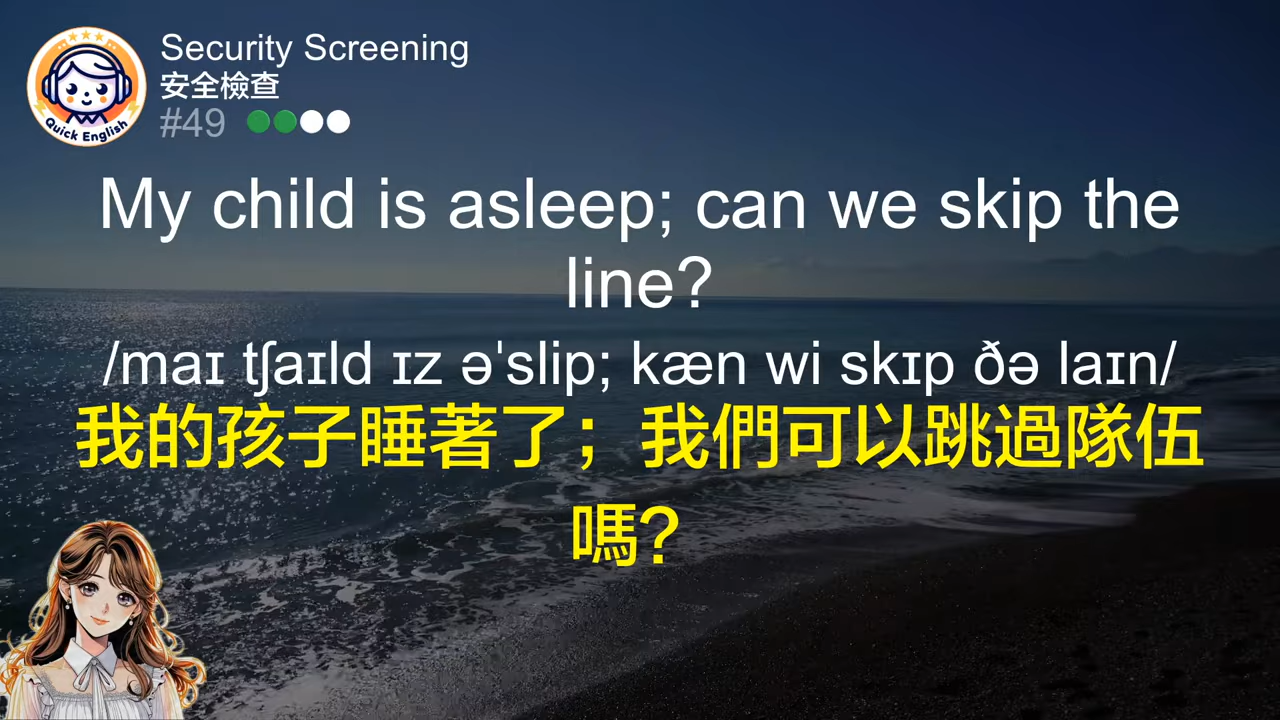 Security Screening
安全檢查
#49
Quick English
My child is asleep; can we skip the
line?
/maɪ tʃaɪld ɪz əˈslip; kæn wi skɪp ðə laɪn/
我的孩子睡著了；我們可以跳過隊伍
嗎？